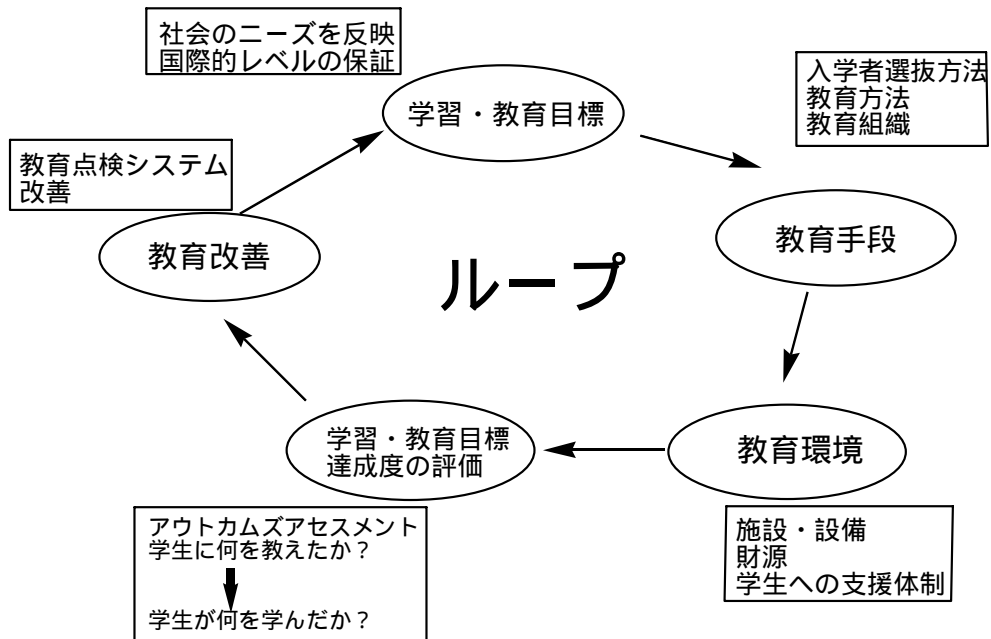 社会のニーズを反映
国際的レベルの保証
学習・教育目標
入学者選抜方法
教育方法
教育組織
教育点検システム
改善
教育改善
教育手段
ループ
学習・教育目標
達成度の評価
教育環境
アウトカムズアセスメント
学生に何を教えたか？
学生が何を学んだか？
施設・設備
財源
学生への支援体制